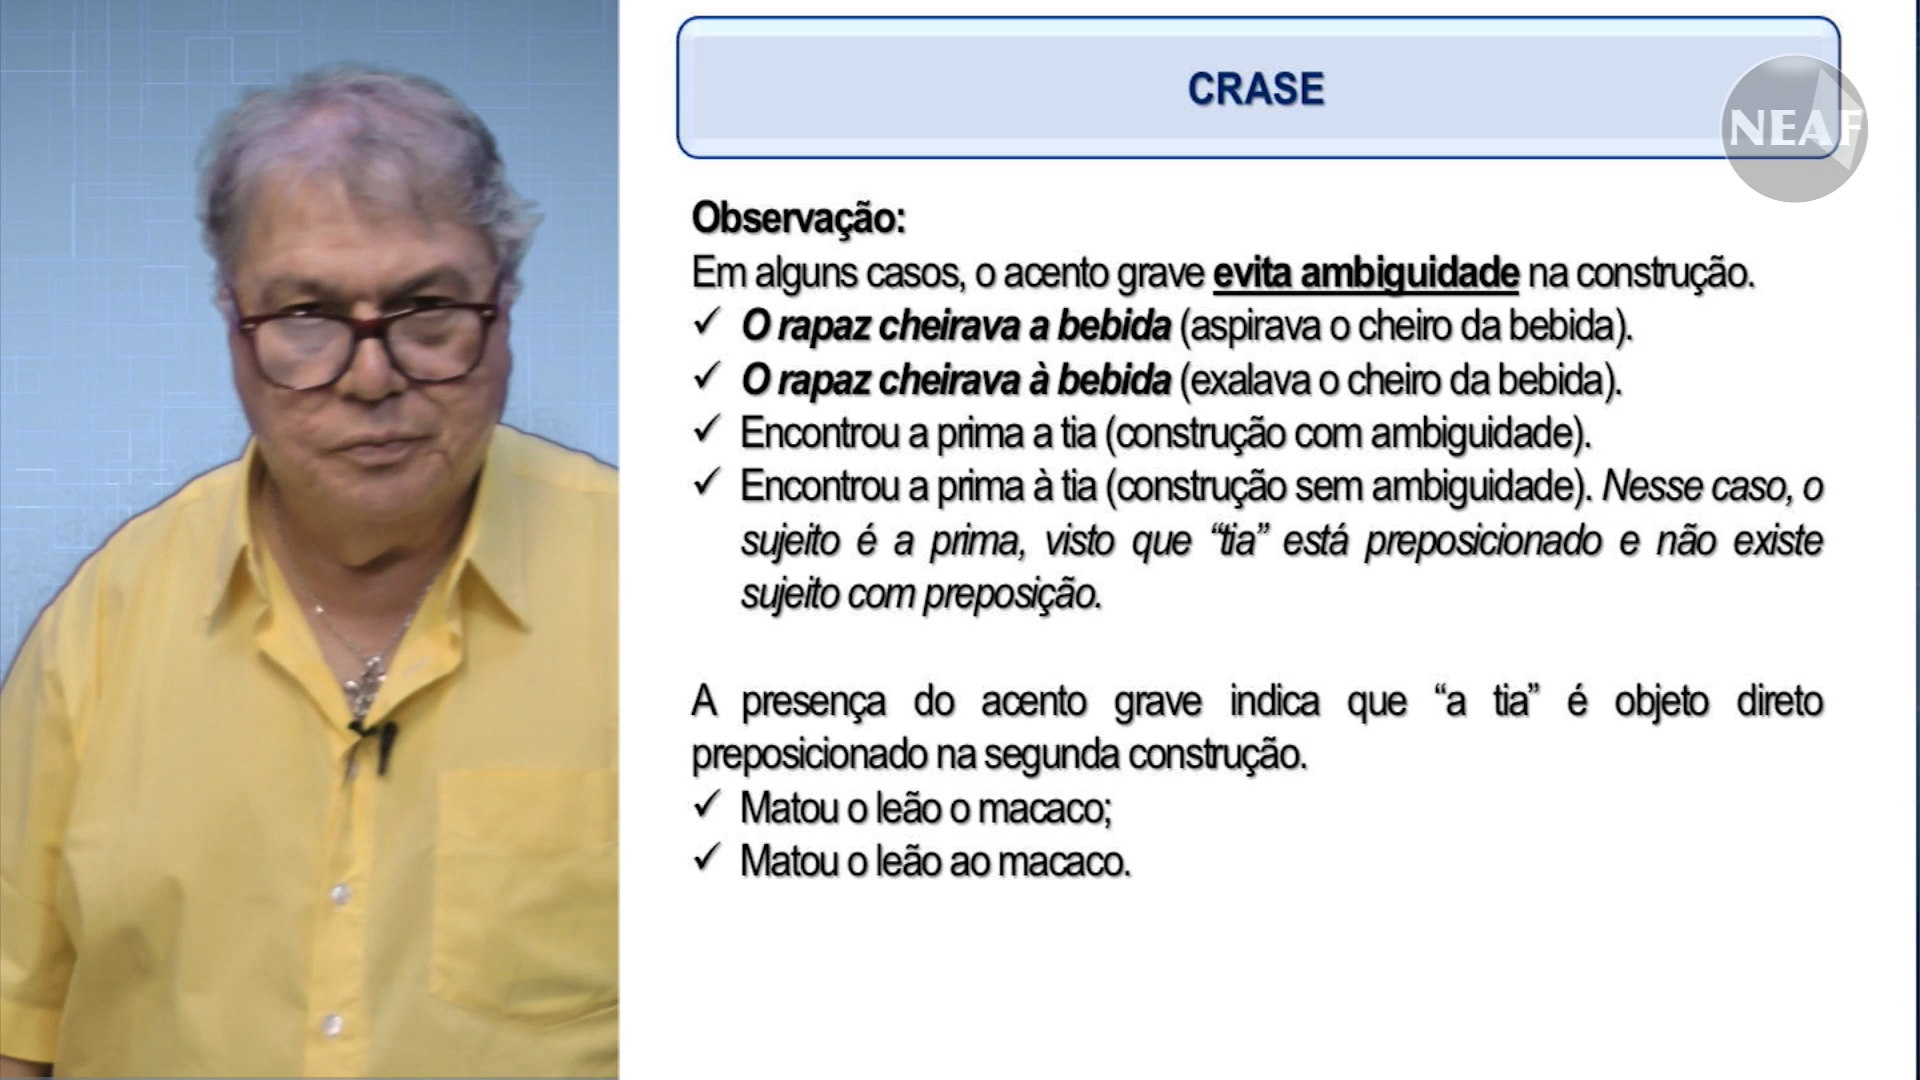 CRASE
NEAF
Observação:
Em alguns casos, o acento grave evita ambiguidade na construção.
✓ O rapaz cheirava a bebida (aspirava o cheiro da bebida).
✓ O rapaz cheirava à bebida (exalava o cheiro da bebida).
✓ Encontrou a prima a tia (construção com ambiguidade).
✓ Encontrou a prima à tia (construção sem ambiguidade). Nesse caso, o
sujeito é a prima, visto que “tia” está preposicionado e não existe
sujeito com preposição.
A presença do acento grave indica que “a tia” é objeto direto
preposicionado na segunda construção.
✓ Matou o leão o macaco;
✓ Matou o leão ao macaco.